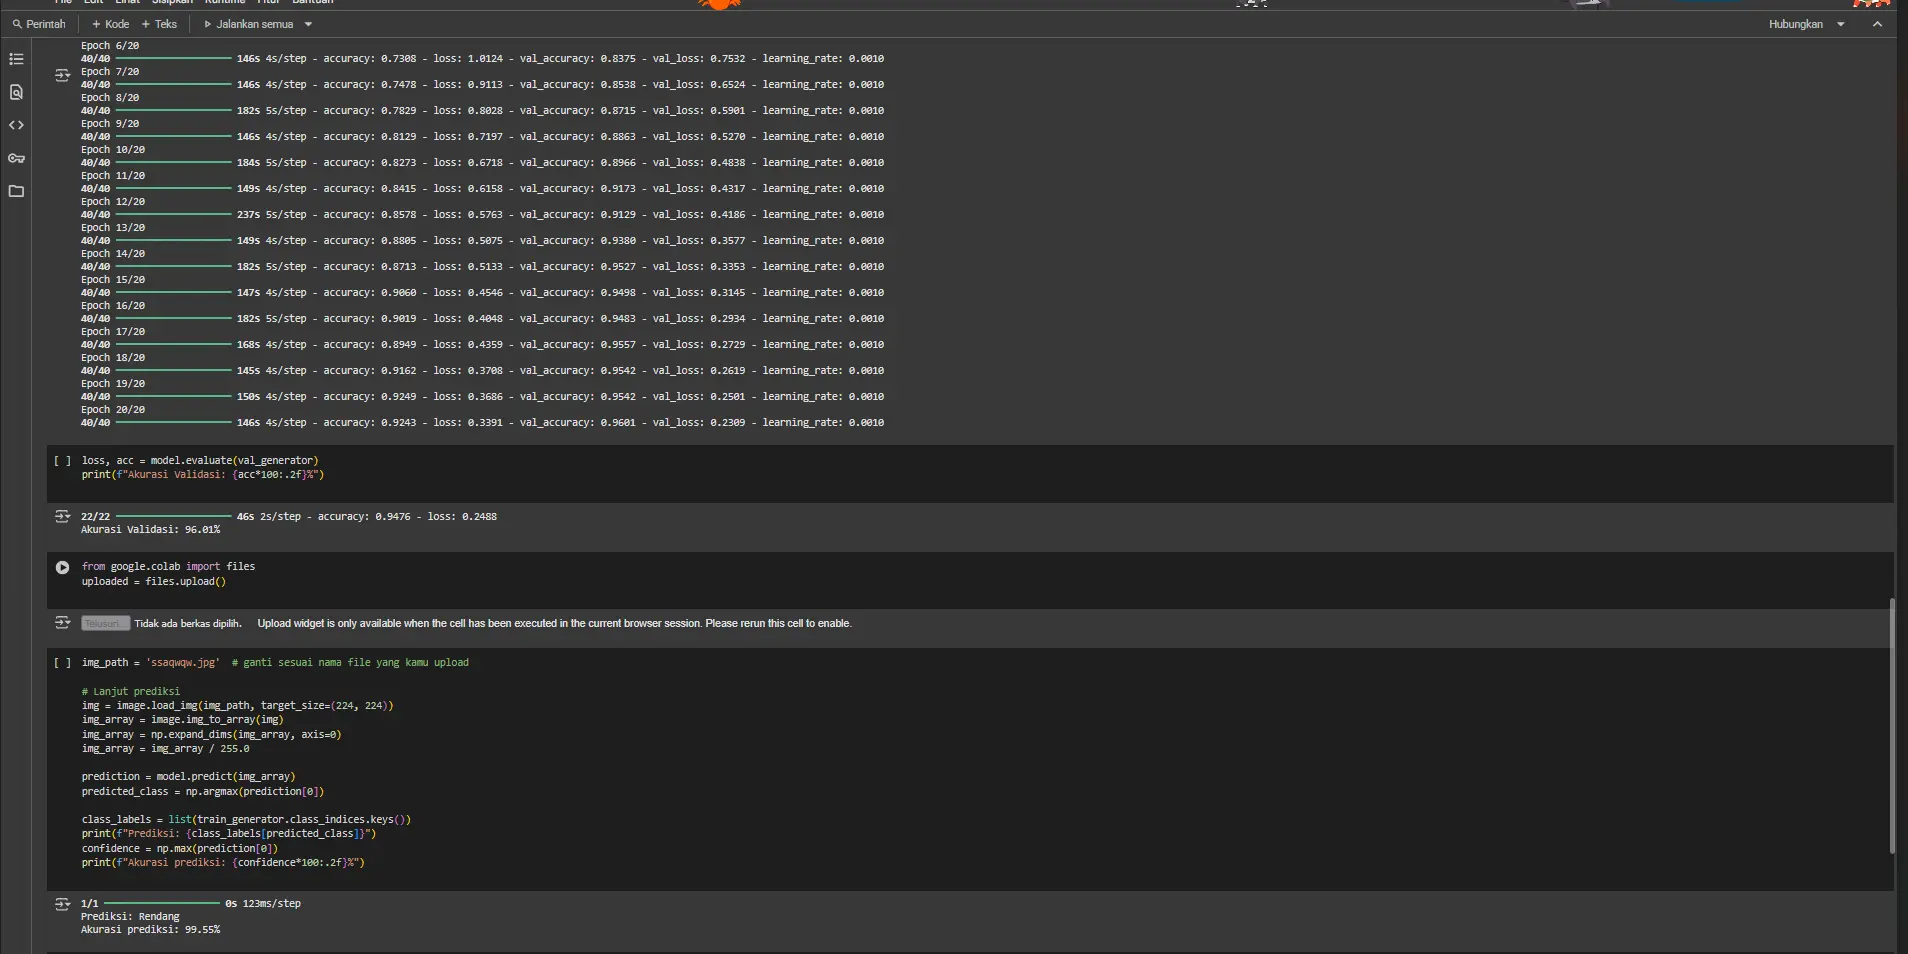 File Edit Lihat Sisipkan Runtime Fitur Bantuan
Perintah + Kode + Teks Jalankan semua Hubungkan
Epoch 6/20
40/40 146s 4s/step - accuracy: 0.7308 - loss: 1.0124 - val_accuracy: 0.8375 - val_loss: 0.7532 - learning_rate: 0.0010
Epoch 7/20
40/40 146s 4s/step - accuracy: 0.7478 - loss: 0.9113 - val_accuracy: 0.8538 - val_loss: 0.6524 - learning_rate: 0.0010
Epoch 8/20
40/40 182s 5s/step - accuracy: 0.7829 - loss: 0.8028 - val_accuracy: 0.8715 - val_loss: 0.5901 - learning_rate: 0.0010
Epoch 9/20
40/40 146s 4s/step - accuracy: 0.8129 - loss: 0.7197 - val_accuracy: 0.8863 - val_loss: 0.5270 - learning_rate: 0.0010
Epoch 10/20
40/40 184s 5s/step - accuracy: 0.8273 - loss: 0.6718 - val_accuracy: 0.8966 - val_loss: 0.4838 - learning_rate: 0.0010
Epoch 11/20
40/40 149s 4s/step - accuracy: 0.8415 - loss: 0.6158 - val_accuracy: 0.9173 - val_loss: 0.4317 - learning_rate: 0.0010
Epoch 12/20
40/40 237s 5s/step - accuracy: 0.8578 - loss: 0.5763 - val_accuracy: 0.9129 - val_loss: 0.4186 - learning_rate: 0.0010
Epoch 13/20
40/40 149s 4s/step - accuracy: 0.8805 - loss: 0.5075 - val_accuracy: 0.9380 - val_loss: 0.3577 - learning_rate: 0.0010
Epoch 14/20
40/40 182s 5s/step - accuracy: 0.8713 - loss: 0.5133 - val_accuracy: 0.9527 - val_loss: 0.3353 - learning_rate: 0.0010
Epoch 15/20
40/40 147s 4s/step - accuracy: 0.9060 - loss: 0.4546 - val_accuracy: 0.9498 - val_loss: 0.3145 - learning_rate: 0.0010
Epoch 16/20
40/40 182s 5s/step - accuracy: 0.9019 - loss: 0.4048 - val_accuracy: 0.9483 - val_loss: 0.2934 - learning_rate: 0.0010
Epoch 17/20
40/40 168s 4s/step - accuracy: 0.8949 - loss: 0.4359 - val_accuracy: 0.9557 - val_loss: 0.2729 - learning_rate: 0.0010
Epoch 18/20
40/40 145s 4s/step - accuracy: 0.9162 - loss: 0.3708 - val_accuracy: 0.9542 - val_loss: 0.2619 - learning_rate: 0.0010
Epoch 19/20
40/40 150s 4s/step - accuracy: 0.9249 - loss: 0.3686 - val_accuracy: 0.9542 - val_loss: 0.2501 - learning_rate: 0.0010
Epoch 20/20
40/40 146s 4s/step - accuracy: 0.9243 - loss: 0.3391 - val_accuracy: 0.9601 - val_loss: 0.2309 - learning_rate: 0.0010
[ ] loss, acc = model.evaluate(val_generator)
print(f"Akurasi Validasi: {acc*100:.2f}%")
22/22 46s 2s/step - accuracy: 0.9476 - loss: 0.2488
Akurasi Validasi: 96.01%
from google.colab import files
uploaded = files.upload()
Telusuri... Tidak ada berkas dipilih. Upload widget is only available when the cell has been executed in the current browser session. Please rerun this cell to enable.
[ ] img_path = 'ssaqwqw.jpg' # ganti sesuai nama file yang kamu upload
# Lanjut prediksi
img = image.load_img(img_path, target_size=(224, 224))
img_array = image.img_to_array(img)
img_array = np.expand_dims(img_array, axis=0)
img_array = img_array / 255.0
prediction = model.predict(img_array)
predicted_class = np.argmax(prediction[0])
class_labels = list(train_generator.class_indices.keys())
print(f"Prediksi: {class_labels[predicted_class]}")
confidence = np.max(prediction[0])
print(f"Akurasi prediksi: {confidence*100:.2f}%")
1/1 0s 123ms/step
Prediksi: Rendang
Akurasi prediksi: 99.55%